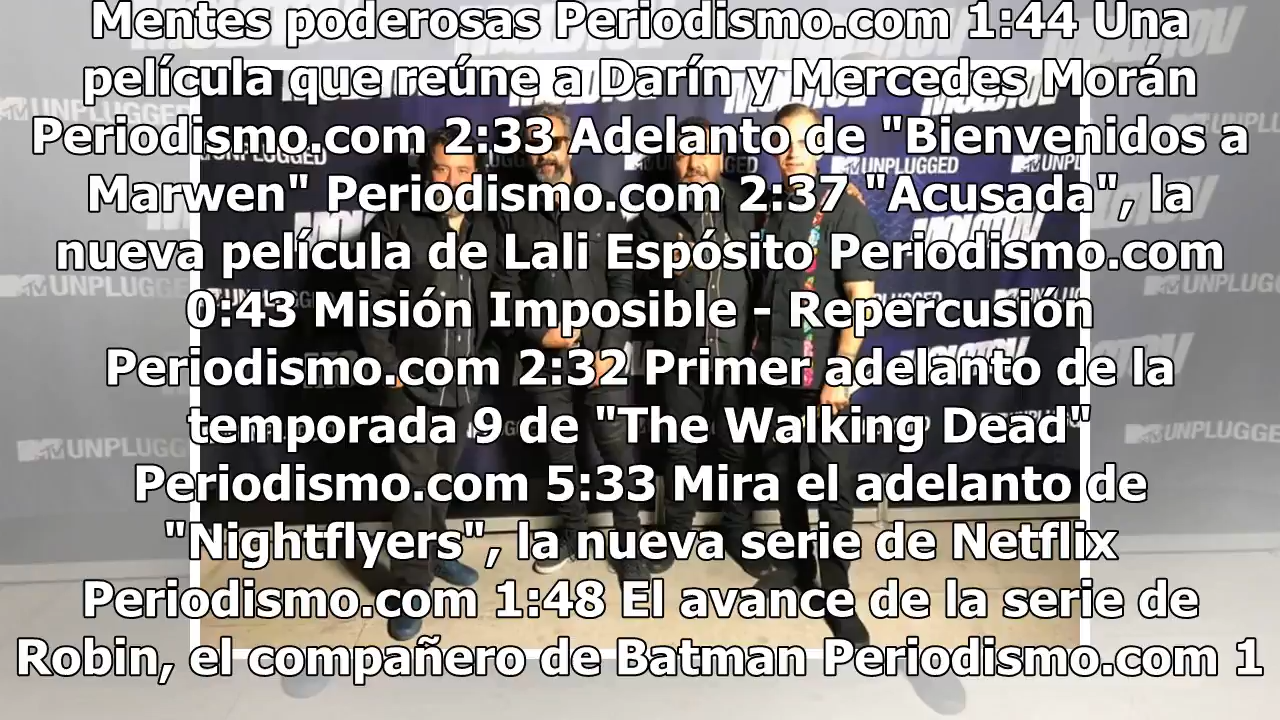 Mentes poderosas Periodismo.com 1:44 Una
película que reúne a Darín y Mercedes Morán
Periodismo.com 2:33 Adelanto de "Bienvenidos a
Marwen" Periodismo.com 2:37 "Acusada", la
nueva película de Lali Espósito Periodismo.com
0:43 Misión Imposible - Repercusión
Periodismo.com 2:32 Primer adelanto de la
temporada 9 de "The Walking Dead"
Periodismo.com 5:33 Mira el adelanto de
"Nightflyers", la nueva serie de Netflix
Periodismo.com 1:48 El avance de la serie de
Robin, el compañero de Batman Periodismo.com 1
MTV UNPLUGGED
MOLOTOV